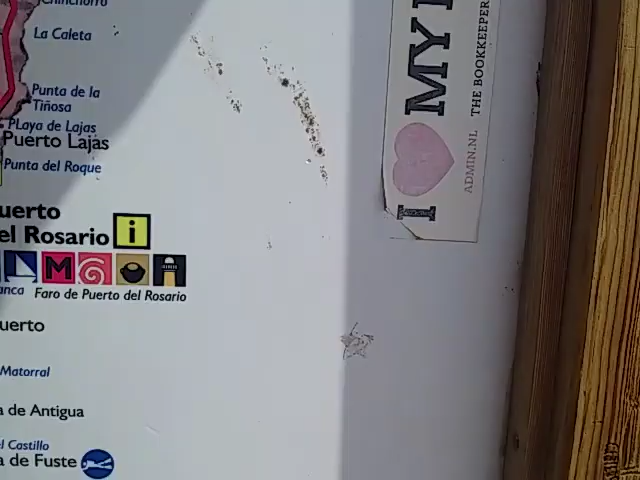 La Caleta
Punta de la
Tiñosa
PLaya de Lajas
Puerto Lajas
Punta del Roque
uerto
el Rosario i
M
anca Faro de Puerto del Rosario
uerto
Matorral
a de Antigua
l Castillo
a de Fuste
I MY
ADMIN.NL THE BOOKKEEPER